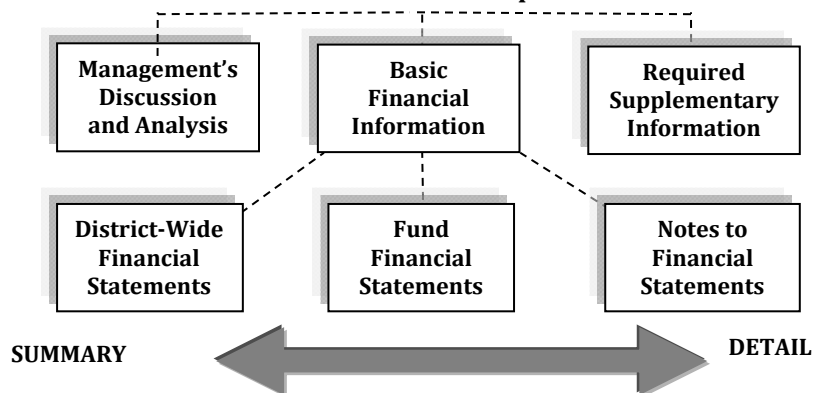 Management’s
Discussion
and Analysis
Basic
Financial
Information
Required
Supplementary
Information
District-Wide
Financial
Statements
Fund
Financial
Statements
Notes to
Financial
Statements
SUMMARY
DETAIL